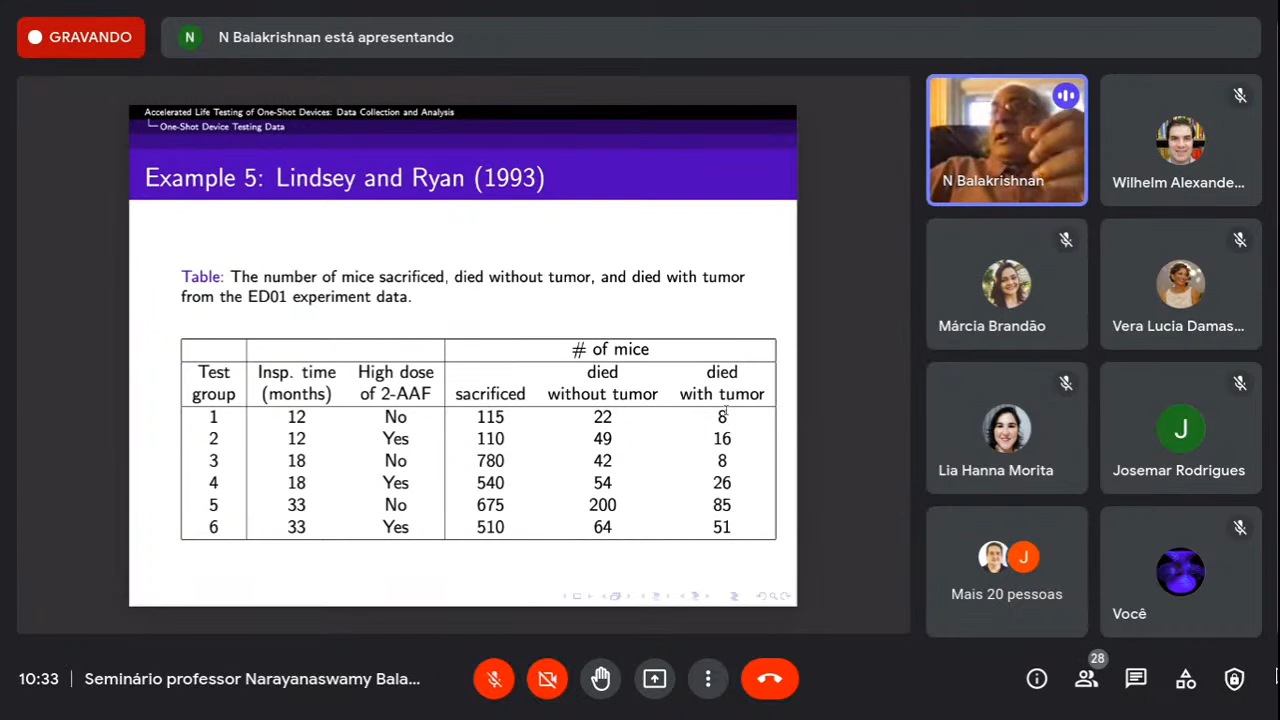 GRAVANDO
N
N Balakrishnan está apresentando
Accelerated Life Testing of One-Shot Devices: Data Collection and Analysis
One-Shot Device Testing Data
Example 5: Lindsey and Ryan (1993)
Table: The number of mice sacrificed, died without tumor, and died with tumor
from the ED01 experiment data.
# of mice
Test Insp. time High dose died died
group (months) of 2-AAF sacrificed without tumor with tumor
1 12 No 115 22 8
2 12 Yes 110 49 16
3 18 No 780 42 8
4 18 Yes 540 54 26
5 33 No 675 200 85
6 33 Yes 510 64 51
N Balakrishnan
Wilhelm Alexande...
Márcia Brandão
Vera Lucia Damas...
Lia Hanna Morita
J
Josemar Rodrigues
J
Mais 20 pessoas
Você
10:33
Seminário professor Narayanaswamy Bala...
28